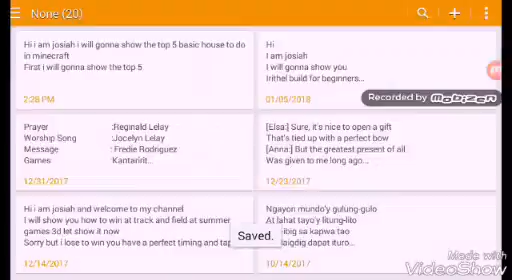 None (20)
Hi i am josiah i will gonna show the top 5 basic house to do
in minecraft
First i will gonna show the top 5
2:28 PM
Hi
I am josiah
I will gonna show you
Irithel build for beginners...
01/05/2018
Recorded by MOBIZEN
Prayer :Reginald Lelay
Worship Song :Jocelyn Lelay
Message : Fredie Rodriguez
Games :Kantaririt...
12/31/2017
[Elsa:] Sure, it's nice to open a gift
That's tied up with a perfect bow
[Anna:] But the greatest present of all
Was given to me long ago...
12/23/2017
Hi i am josiah and welcome to my channel
I will show you how to win at track and field at summer
games 3d let show it now
Sorry but i lose to win you have a perfect timing and tap
12/14/2017
Ngayon mundo'y gulung-gulo
At lahat tayo'y litung-lito
ibig sa kapwa tao
daigdig dapat ituro...
10/14/2017
Saved.
Made with
VideoShow